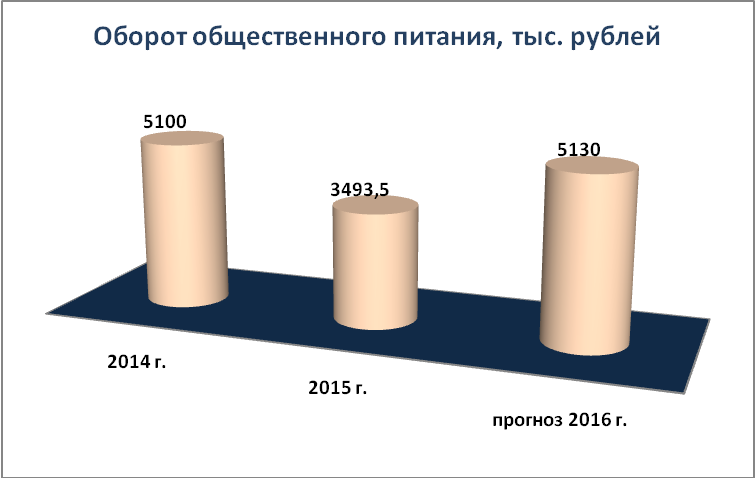 Оборот общественного питания, тыс. рублей
5100
3493,5
5130
2014 г.
2015 г.
прогноз 2016 г.